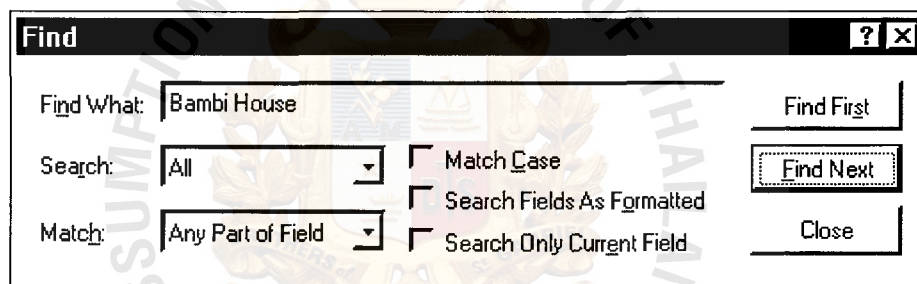 Find
Find What: Bambi House
Find First
Search: All
Match Case
Find Next
Search Fields As Formatted
Match: Any Part of Field
Search Only Current Field
Close